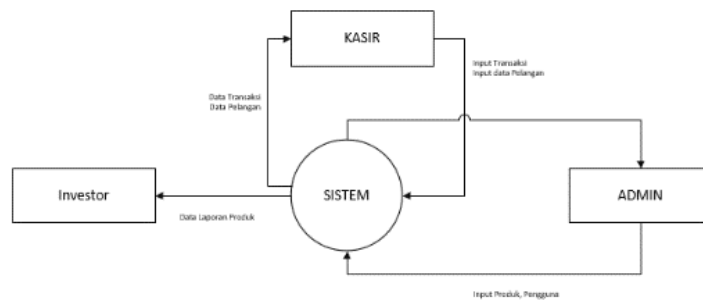 KASIR
Input Transaksi
Input data Pelangan
Data Transaksi
Data Pelangan
Investor
SISTEM
ADMIN
Data Laporan Produk
Input Produk, Pengguna